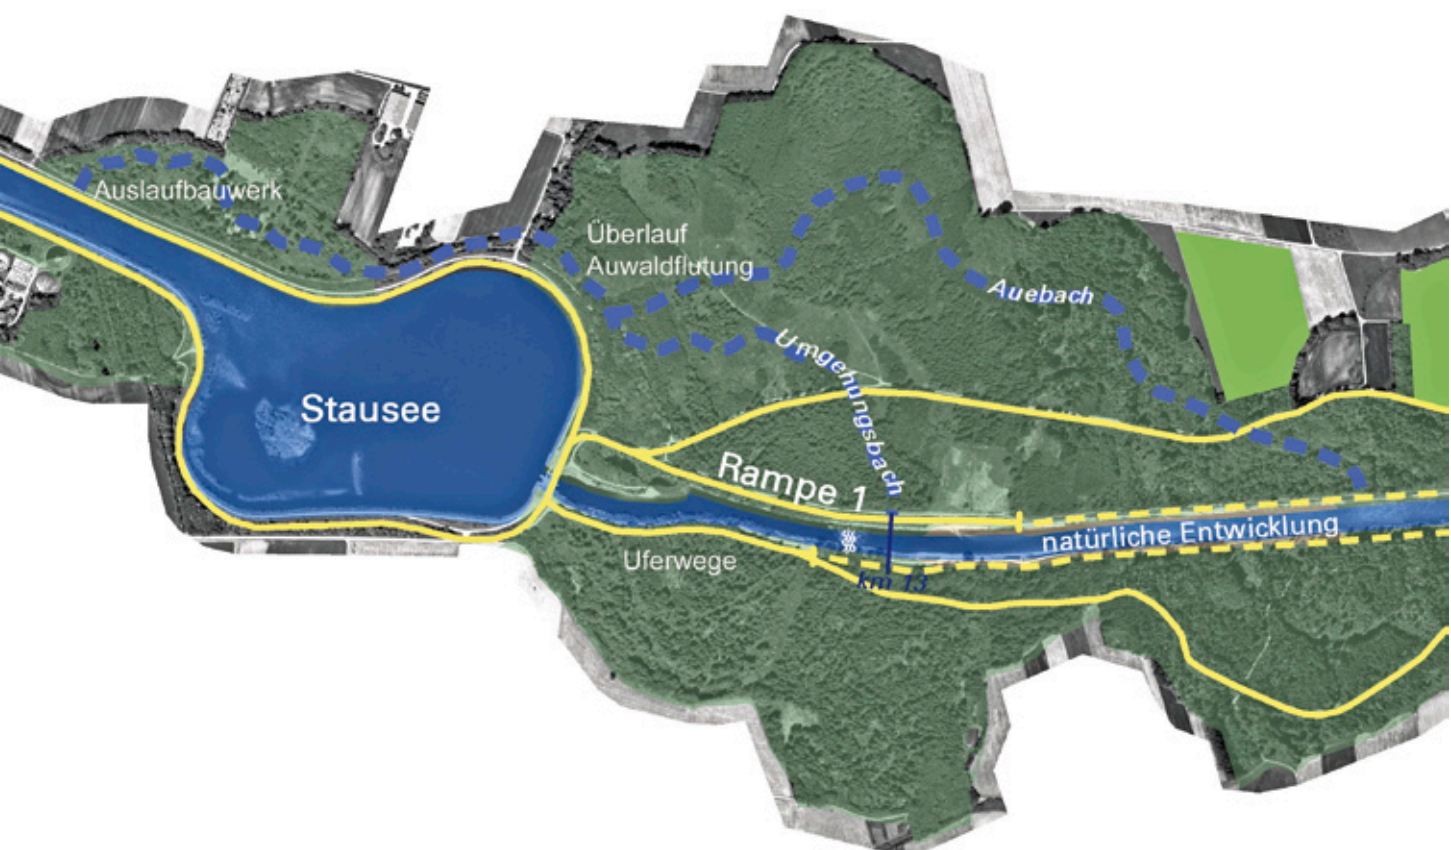 Auslaufbauwerk
Überlauf
Auwaldflutung
Auebach
Umgehungsbach
Stausee
Rampe 1
natürliche Entwicklung
Uferwege
km 13